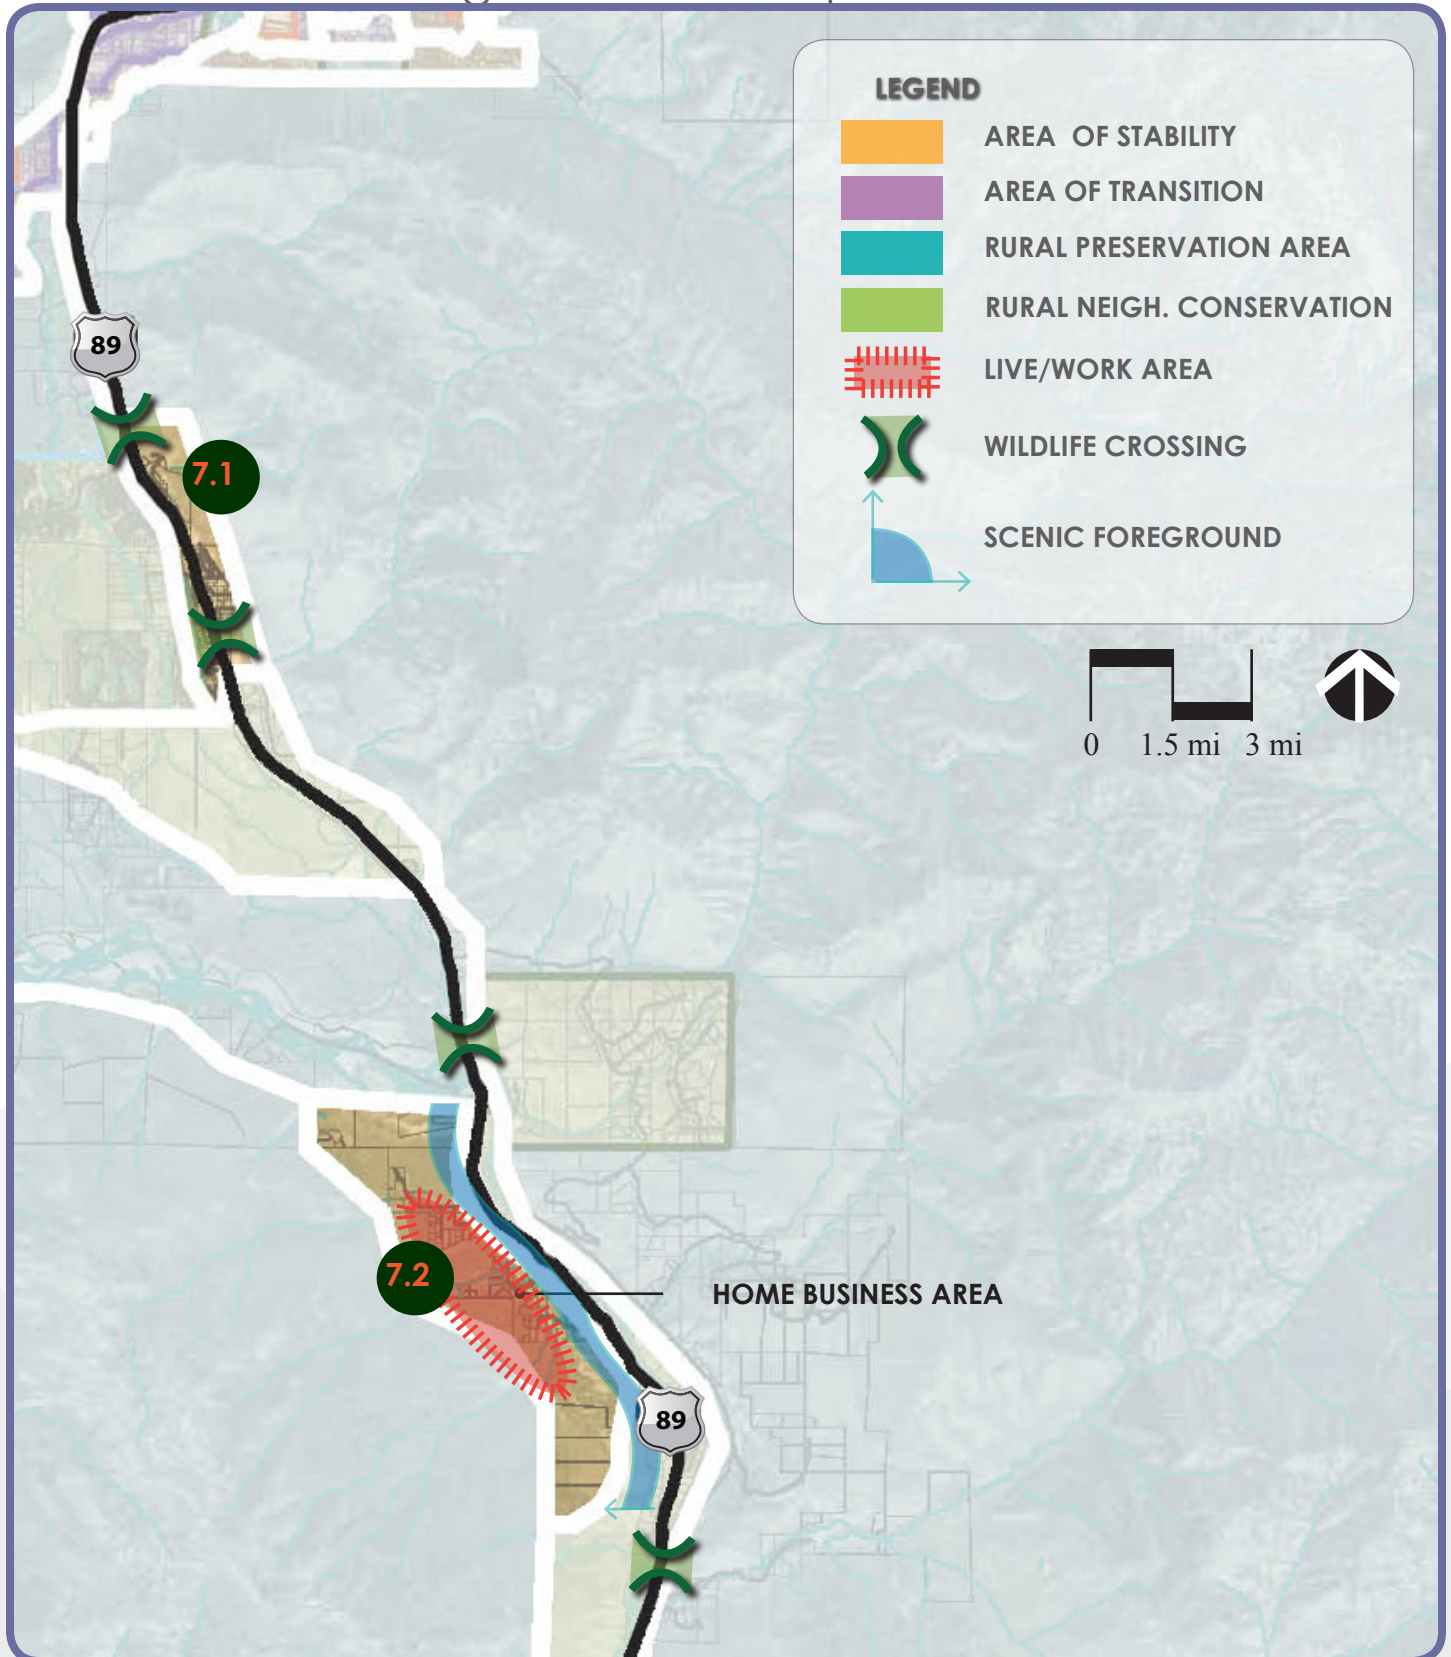 LEGEND
AREA OF STABILITY
AREA OF TRANSITION
RURAL PRESERVATION AREA
RURAL NEIGH. CONSERVATION
LIVE/WORK AREA
WILDLIFE CROSSING
SCENIC FOREGROUND
89
7.1
0 1.5 mi 3 mi
7.2
HOME BUSINESS AREA
89